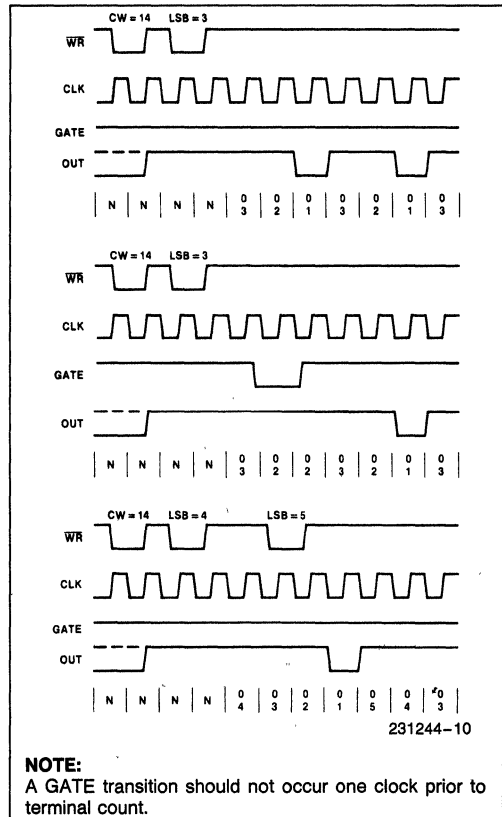 CW = 14 LSB = 3
WR
CLK
GATE
OUT
N N N N 0 3 0 2 0 1 0 3 0 2 0 1 0 3
CW = 14 LSB = 3
WR
CLK
GATE
OUT
N N N N 0 3 0 2 0 2 0 3 0 2 0 1 0 3
CW = 14 LSB = 4 LSB = 5
WR
CLK
GATE
OUT
N N N N 0 4 0 3 0 2 0 1 0 5 0 4 0 3
231244-10
NOTE:
A GATE transition should not occur one clock prior to
terminal count.